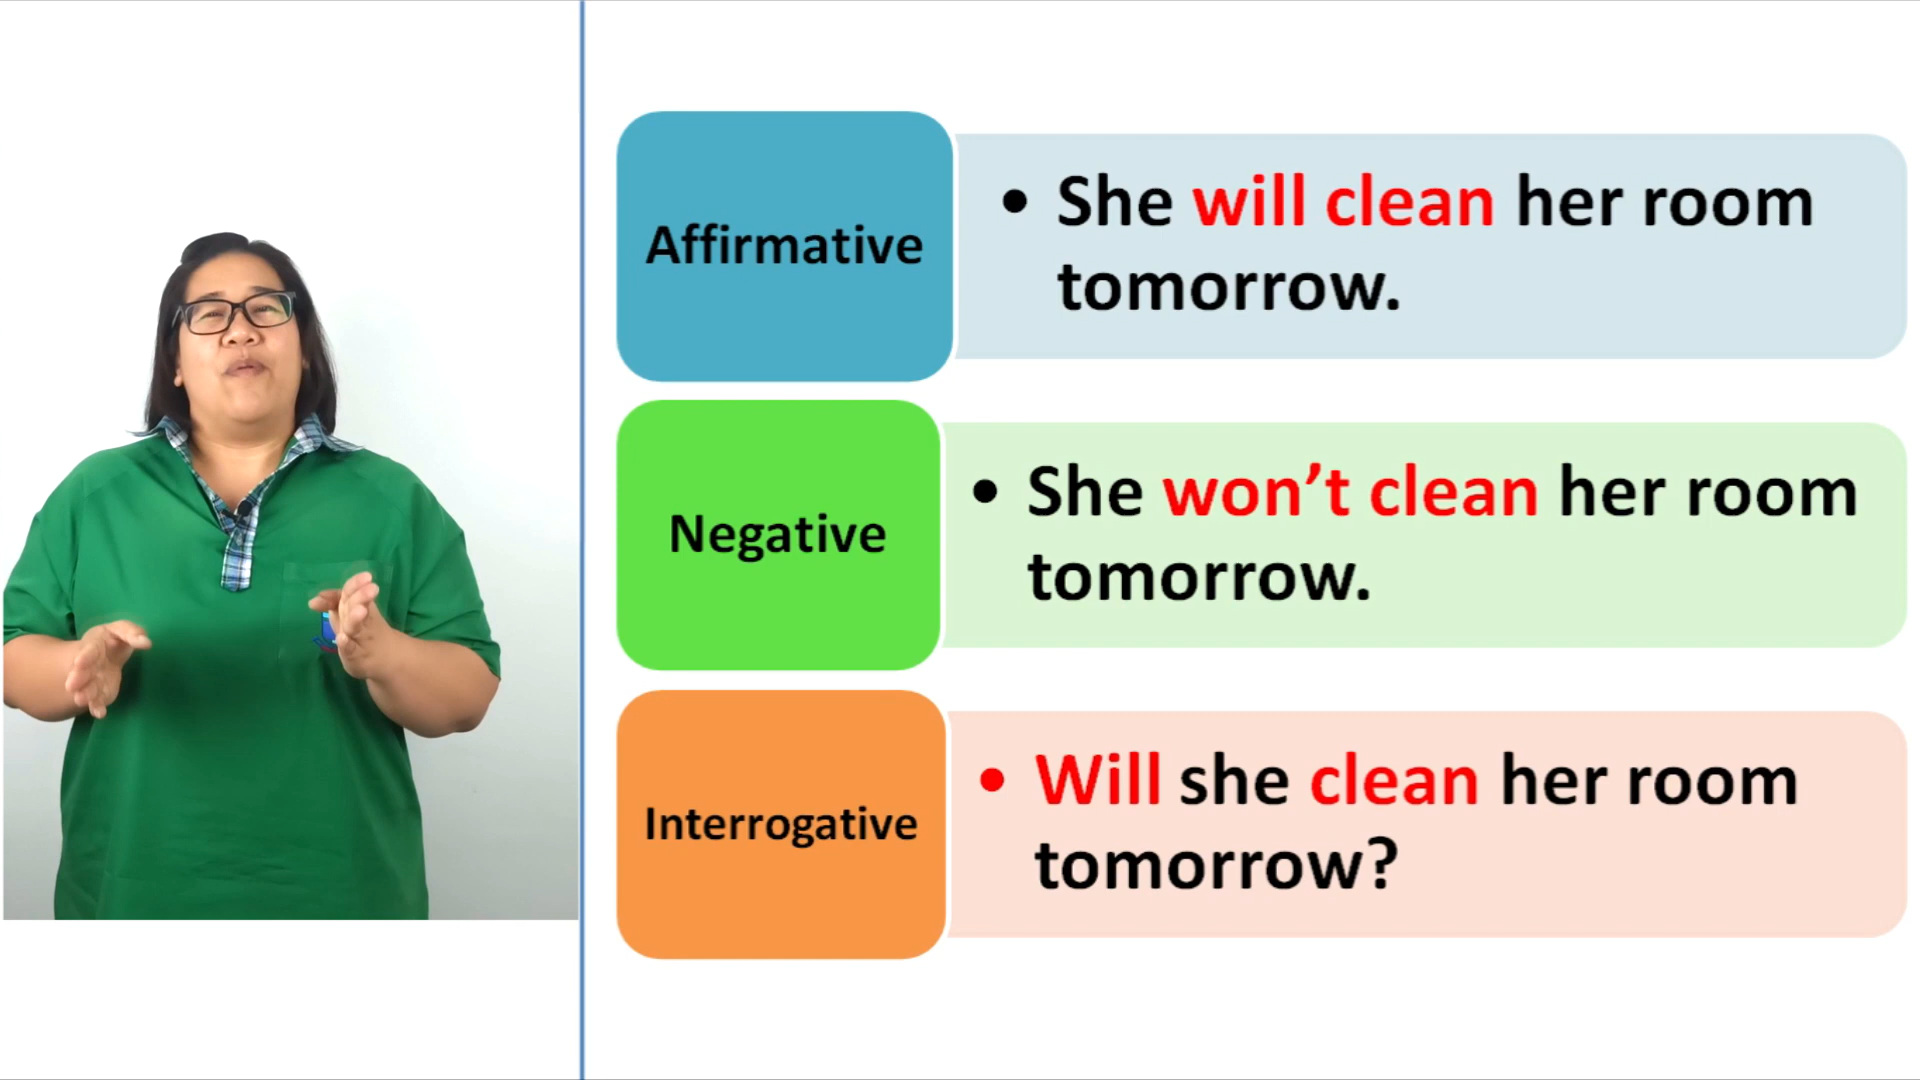 Affirmative
• She will clean her room
tomorrow.
Negative
• She won’t clean her room
tomorrow.
Interrogative
• Will she clean her room
tomorrow?